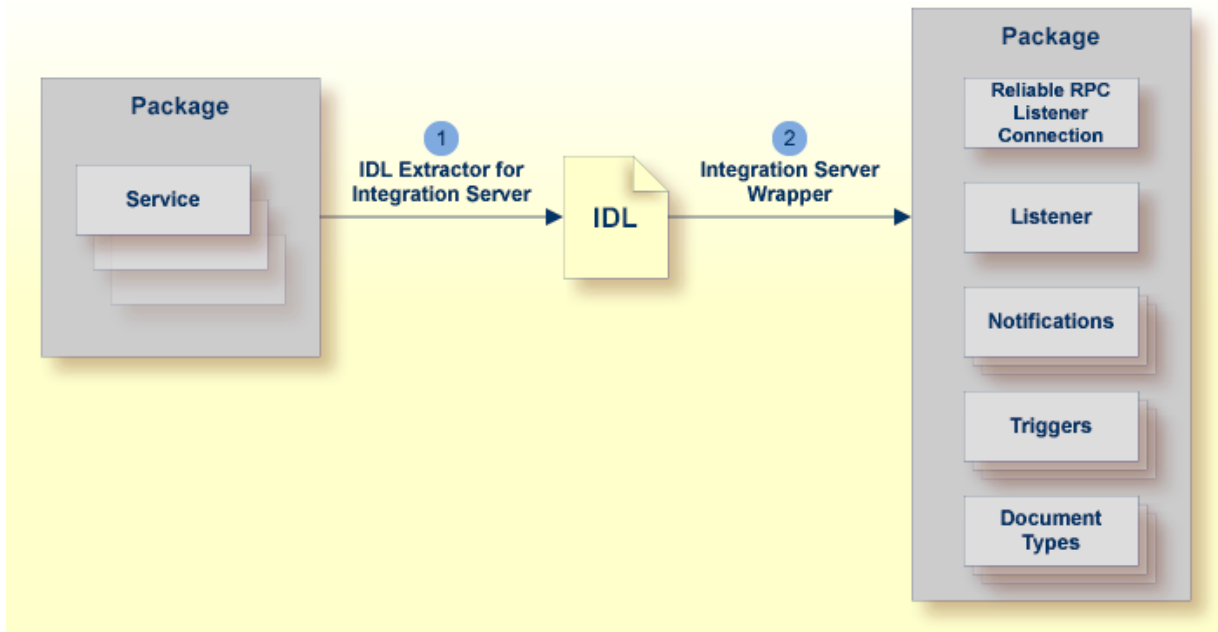 Package
Service
1
IDL Extractor for
Integration Server
IDL
2
Integration Server
Wrapper
Package
Reliable RPC
Listener
Connection
Listener
Notifications
Triggers
Document
Types